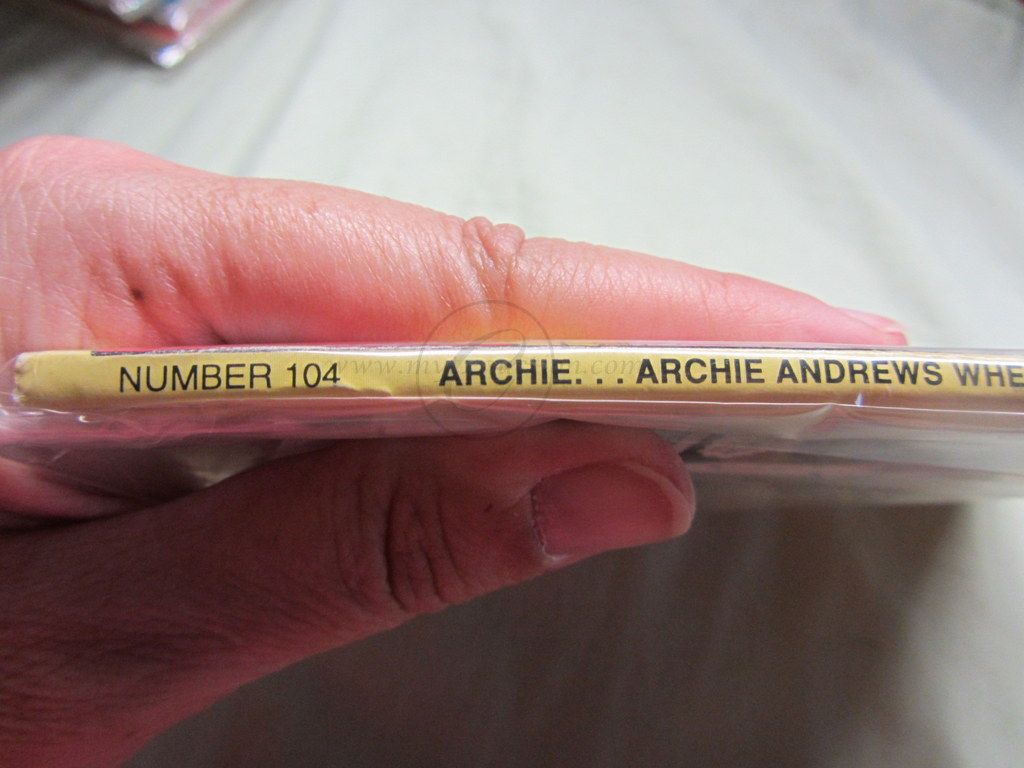 NUMBER 104 ARCHIE. . . ARCHIE ANDREWS WHE